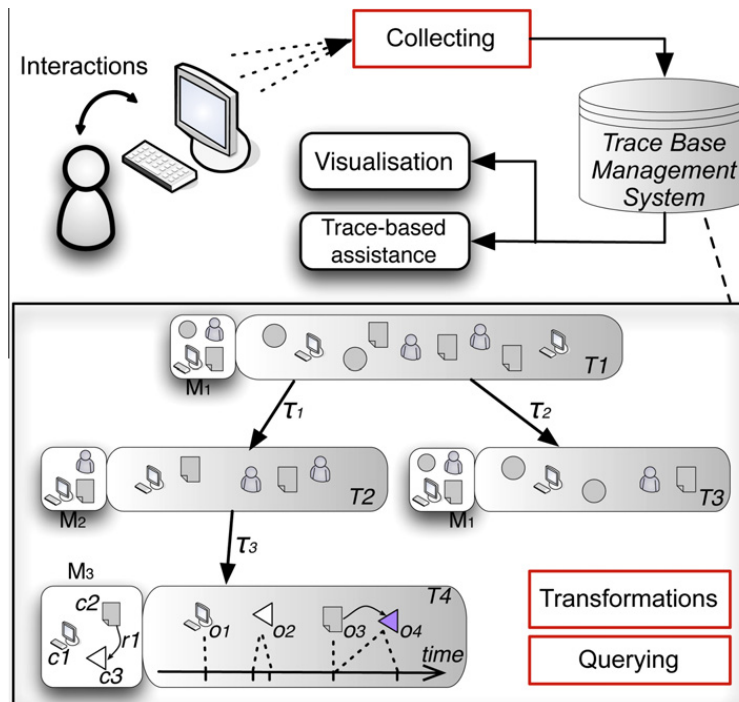 Collecting
Interactions
Trace Base
Management
System
Visualisation
Trace-based
assistance
M1
T1
τ1
τ2
M2
T2
M1
T3
τ3
M3
T4
c2
c1
r1
c3
o1
o2
o3
o4
time
Transformations
Querying